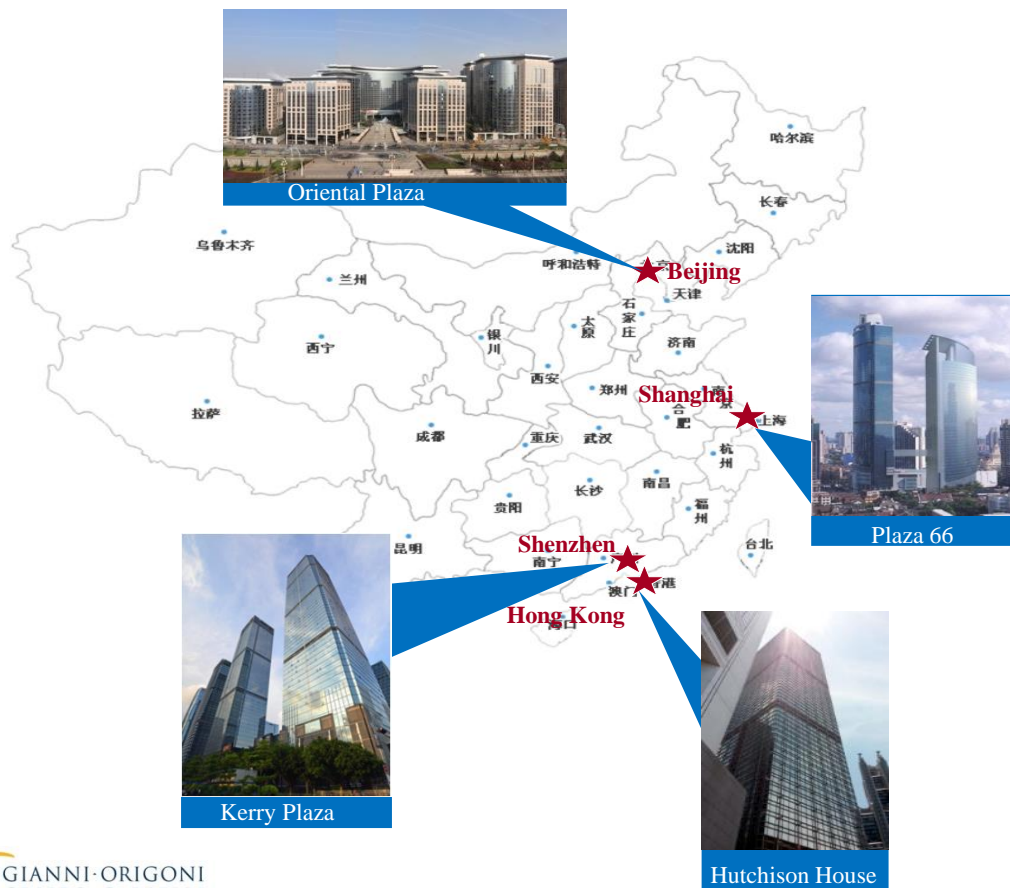 哈尔滨
长春
Oriental Plaza
沈阳
乌鲁木齐
呼和浩特
Beijing
兰州
天津
石家庄
太原
银川
济南
西宁
西安
郑州
Shanghai
拉萨
上海
合肥
成都
重庆
武汉
杭州
南昌
长沙
贵阳
福州
Plaza 66
Shenzhen
昆明
南宁
台北
澳门
Hong Kong
海口
Kerry Plaza
GIANNI·ORIGONI
Hutchison House